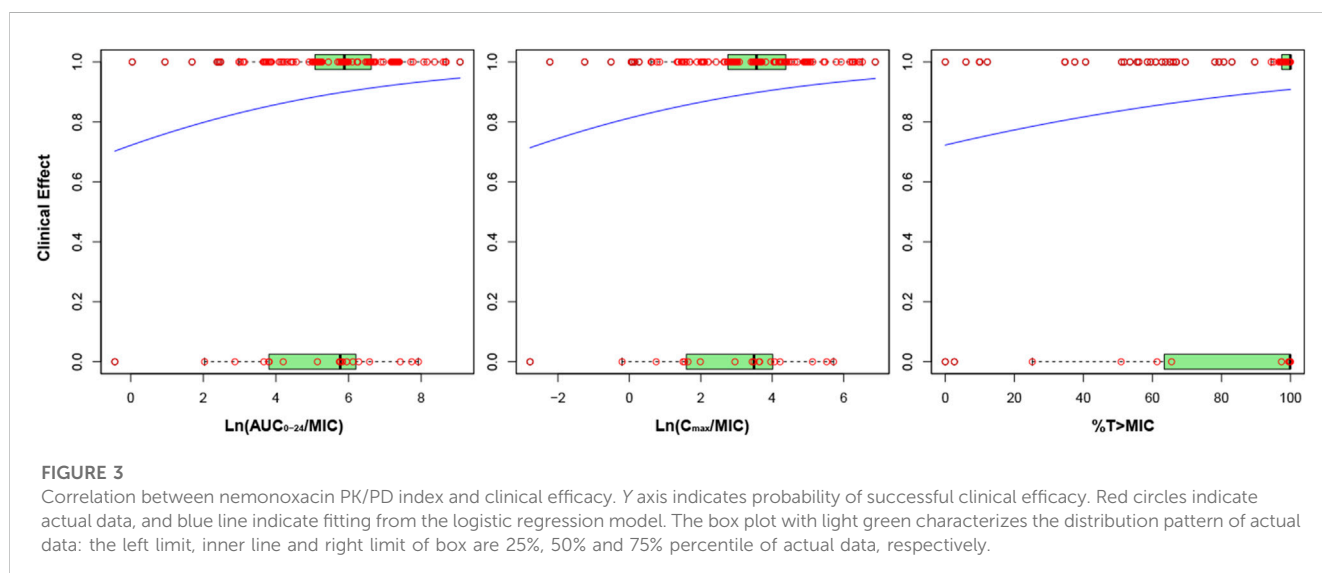 Clinical Effect
0.0 0.2 0.4 0.6 0.8 1.0
0 2 4 6 8
Ln(AUC₀₋₂₄/MIC)
0.0 0.2 0.4 0.6 0.8 1.0
−2 0 2 4 6
Ln(Cmax/MIC)
0.0 0.2 0.4 0.6 0.8 1.0
0 20 40 60 80 100
%T>MIC
FIGURE 3
Correlation between nemonoxacin PK/PD index and clinical efficacy. Y axis indicates probability of successful clinical efficacy. Red circles indicate
actual data, and blue line indicate fitting from the logistic regression model. The box plot with light green characterizes the distribution pattern of actual
data: the left limit, inner line and right limit of box are 25%, 50% and 75% percentile of actual data, respectively.